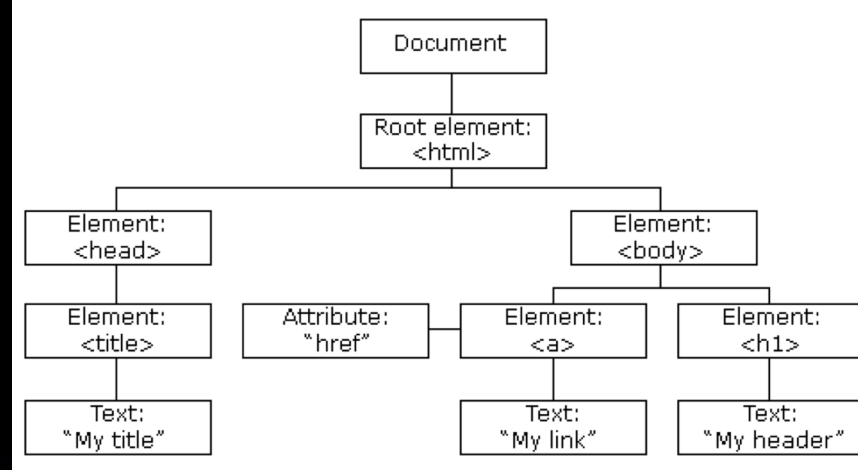 Document
Root element:
<html>
Element:
<head>
Element:
<body>
Element:
<title>
Attribute:
“href”
Element:
<a>
Element:
<h1>
Text:
“My title”
Text:
“My link”
Text:
“My header”